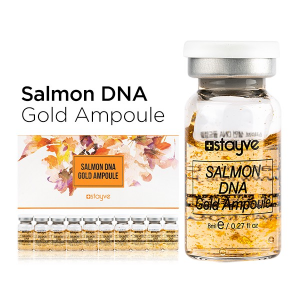 Salmon DNA
Gold Ampoule
SALMON DNA
GOLD AMPOULE
stayve
stayve
SALMON
DNA
Gold Ampoule
8ml / 0.27 fl.oz